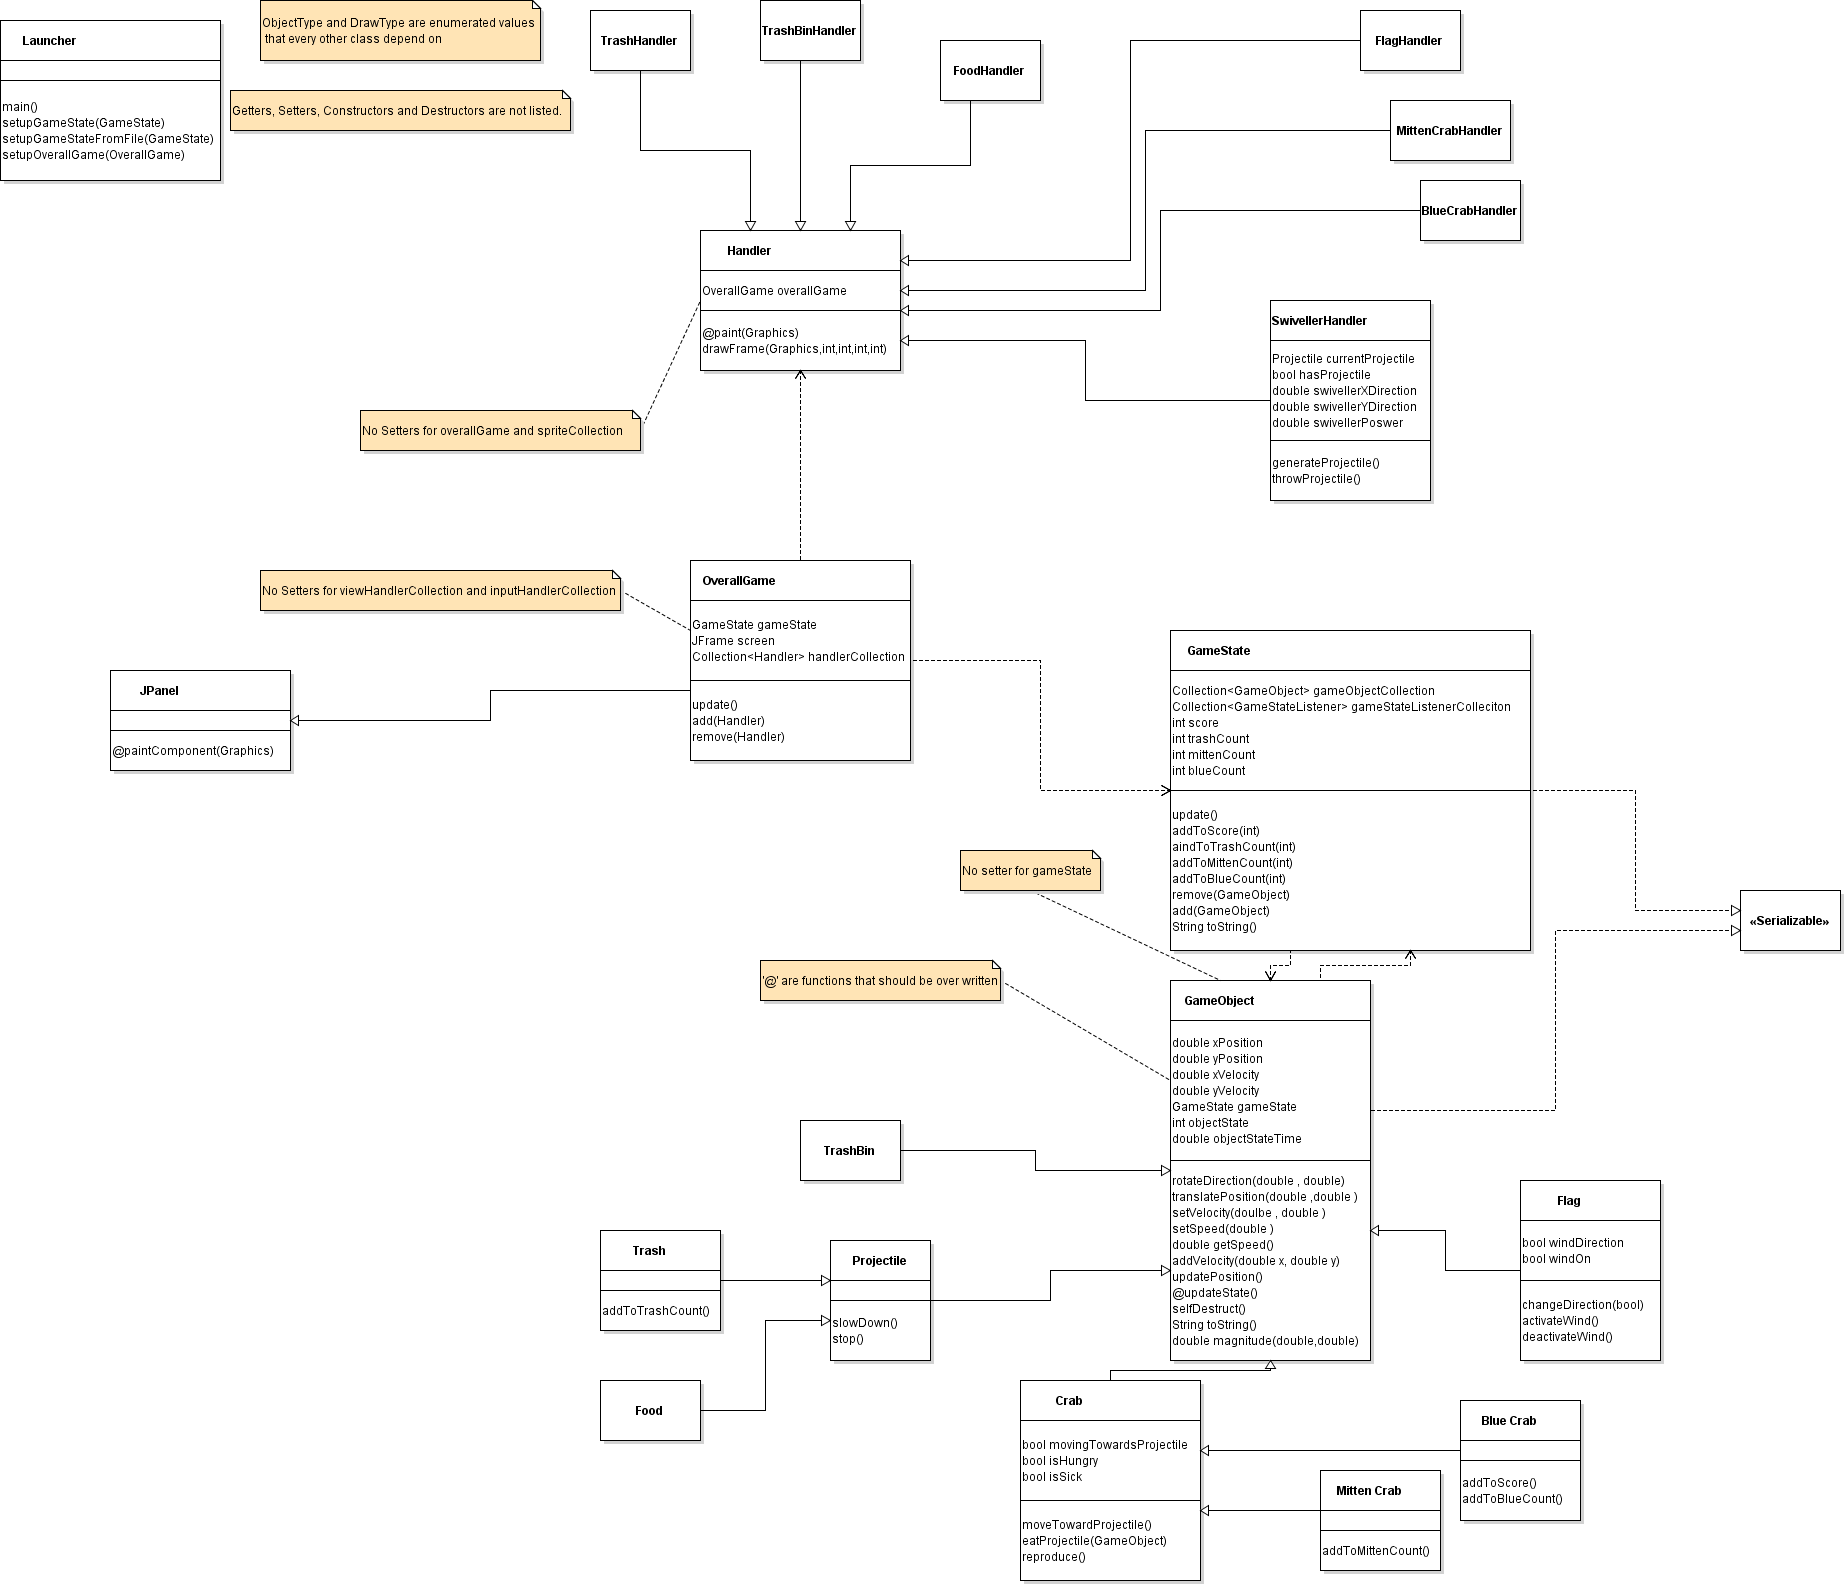 Launcher
main()
setupGameState(GameState)
setupGameStateFromFile(GameState)
setupOverallGame(OverallGame)
ObjectType and DrawType are enumerated values
that every other class depend on
Getters, Setters, Constructors and Destructors are not listed.
TrashHandler
TrashBinHandler
FoodHandler
FlagHandler
MittenCrabHandler
BlueCrabHandler
Handler
OverallGame overallGame
@paint(Graphics)
drawFrame(Graphics,int,int,int,int)
SwivellerHandler
Projectile currentProjectile
bool hasProjectile
double swivellerXDirection
double swivellerYDirection
double swivellerPoswer
generateProjectile()
throwProjectile()
No Setters for overallGame and spriteCollection
No Setters for viewHandlerCollection and inputHandlerCollection
OverallGame
GameState gameState
JFrame screen
Collection<Handler> handlerCollection
update()
add(Handler)
remove(Handler)
JPanel
@paintComponent(Graphics)
GameState
Collection<GameObject> gameObjectCollection
Collection<GameStateListener> gameStateListenerColleciton
int score
int trashCount
int mittenCount
int blueCount
update()
addToScore(int)
aindToTrashCount(int)
addToMittenCount(int)
addToBlueCount(int)
remove(GameObject)
add(GameObject)
String toString()
No setter for gameState
«Serializable»
'@' are functions that should be over written
GameObject
double xPosition
double yPosition
double xVelocity
double yVelocity
GameState gameState
int objectState
double objectStateTime
rotateDirection(double , double)
translatePosition(double ,double )
setVelocity(doulbe , double )
setSpeed(double )
double getSpeed()
addVelocity(double x, double y)
updatePosition()
@updateState()
selfDestruct()
String toString()
double magnitude(double,double)
TrashBin
Trash
addToTrashCount()
Projectile
slowDown()
stop()
Food
Flag
bool windDirection
bool windOn
changeDirection(bool)
activateWind()
deactivateWind()
Crab
bool movingTowardsProjectile
bool isHungry
bool isSick
moveTowardProjectile()
eatProjectile(GameObject)
reproduce()
Blue Crab
addToScore()
addToBlueCount()
Mitten Crab
addToMittenCount()